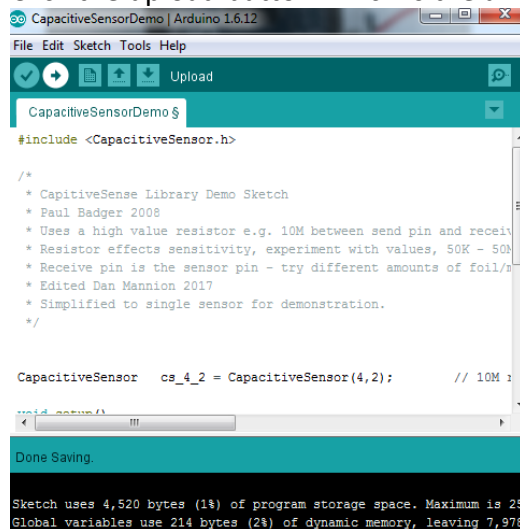 CapacitiveSensorDemo | Arduino 1.6.12
File Edit Sketch Tools Help
Upload
CapacitiveSensorDemo §
#include <CapacitiveSensor.h>
/*
* CapitiveSense Library Demo Sketch
* Paul Badger 2008
* Uses a high value resistor e.g. 10M between send pin and
* Resistor effects sensitivity, experiment with values, 50K -
* Receive pin is the sensor pin - try different amounts of
* Edited Dan Mannion 2017
* Simplified to single sensor for demonstration.
*/
CapacitiveSensor cs_4_2 = CapacitiveSensor(4,2); // 10M
Done Saving.
Sketch uses 4,520 bytes (1%) of program storage space. Maximum is
Global variables use 214 bytes (2%) of dynamic memory, leaving